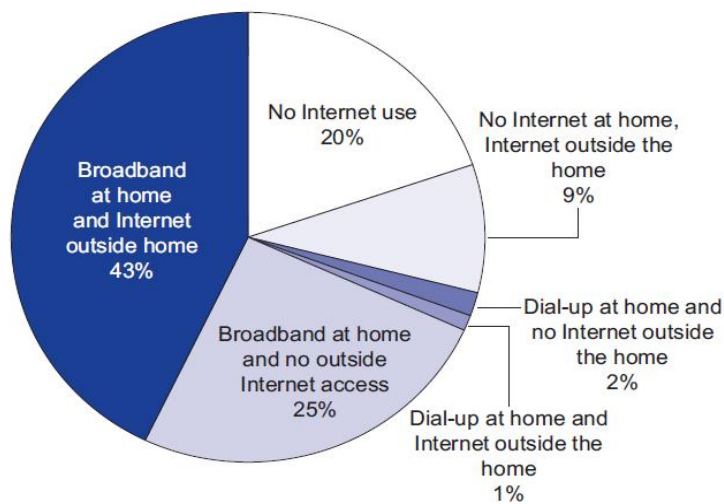 No Internet use
20%
No Internet at home,
Internet outside the
home
9%
Broadband
at home
and Internet
outside home
43%
Dial-up at home and
no Internet outside
the home
2%
Broadband at home
and no outside
Internet access
25%
Dial-up at home and
Internet outside the
home
1%